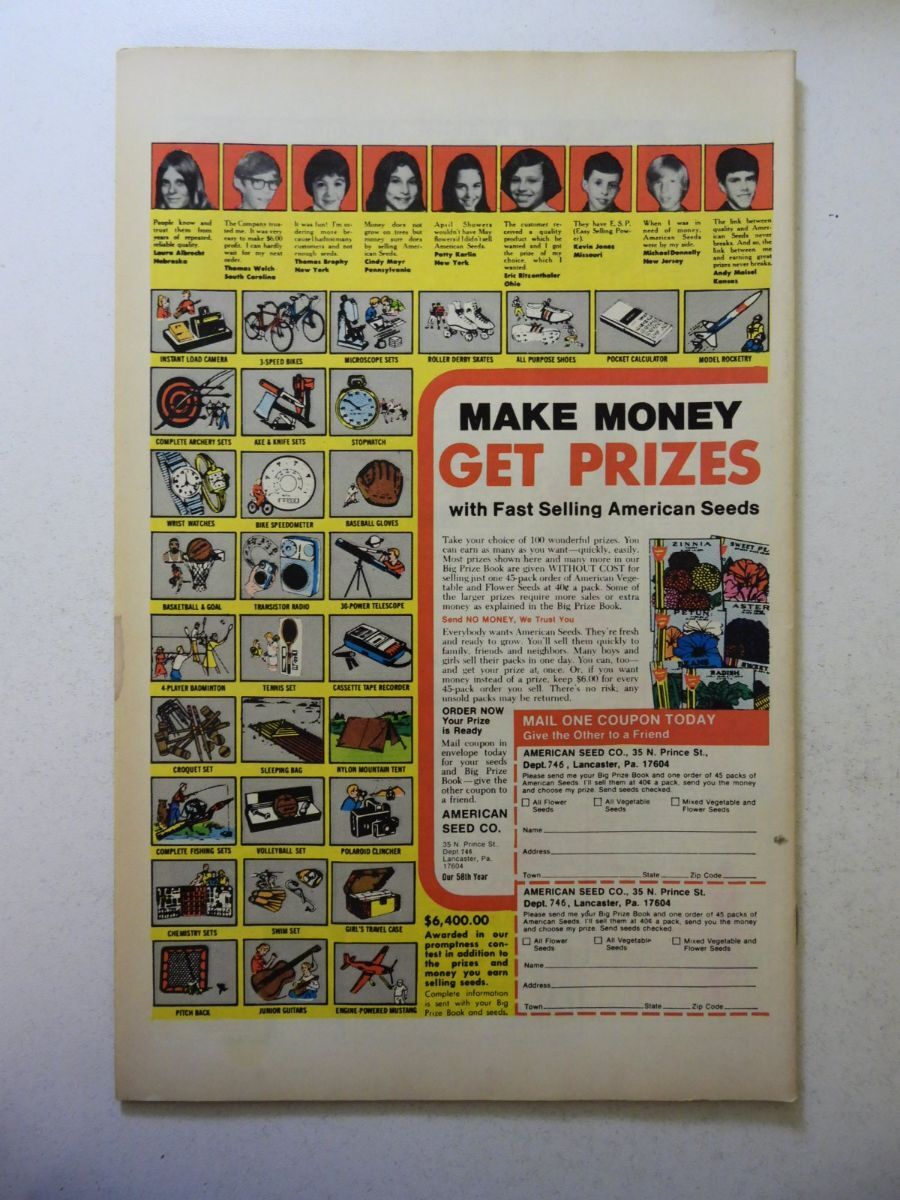 People know and
trust them from
years of repeated,
reliable quality.
Laura Albrecht
Nebraska
The Company trus-
ted me. It was very
easy to make $6.00
profit. I can hardly
wait for my next
order.
Thomas Welch
South Carolina
It was fun! I'm or-
dering more be-
cause I had too many
customers and not
enough seeds.
Thomas Brophy
New York
Money does not
grow on trees but
money sure does
by selling Ameri-
can Seeds.
Cindy Mayr
Pennsylvania
April Showers
wouldn't have May
flowers if I didn't sell
American Seeds.
Patty Karlin
New York
The customer re-
ceived a quality
product which he
wanted and I got
the prize of my
choice, which I
wanted.
Eric Ritzenthaler
Ohio
They have E.S.P.
(Easy Selling Pow-
er).
Kevin Jones
Missouri
When I was in
need of money,
American Seeds
were by my side.
Michael Donnelly
New Jersey
The link between
quality and Ameri-
can Seeds never
breaks. And so, the
link between me
and earning great
prizes never breaks.
Andy Maisel
Kansas
INSTANT LOAD CAMERA
3-SPEED BIKES
MICROSCOPE SETS
ROLLER DERBY SKATES
ALL PURPOSE SHOES
POCKET CALCULATOR
MODEL ROCKETRY
COMPLETE ARCHERY SETS
AXE & KNIFE SETS
STOPWATCH
WRIST WATCHES
BIKE SPEEDOMETER
BASEBALL GLOVES
BASKETBALL & GOAL
TRANSISTOR RADIO
30-POWER TELESCOPE
4-PLAYER BADMINTON
TENNIS SET
CASSETTE TAPE RECORDER
CROQUET SET
SLEEPING BAG
NYLON MOUNTAIN TENT
COMPLETE FISHING SETS
VOLLEYBALL SET
POLAROID CLINCHER
CHEMISTRY SETS
SWIM SET
GIRL'S TRAVEL CASE
PITCH BACK
JUNIOR GUITARS
ENGINE-POWERED MUSTANG
MAKE MONEY
GET PRIZES
with Fast Selling American Seeds
Take your choice of 100 wonderful prizes. You
can earn as many as you want—quickly, easily.
Most prizes shown here and many more in our
Big Prize Book are given WITHOUT COST for
selling just one 45-pack order of American Vege-
table and Flower Seeds at 40¢ a pack. Some of
the larger prizes require more sales or extra
money as explained in the Big Prize Book.
Send NO MONEY, We Trust You
Everybody wants American Seeds. They're fresh
and ready to grow. You'll sell them quickly to
family, friends and neighbors. Many boys and
girls sell their packs in one day. You can, too—
and get your prize at once. Or, if you want
money instead of a prize, keep $6.00 for every
45-pack order you sell. There's no risk; any
unsold packs may be returned.
ZINNIA
SWEET PE
PETUN
ASTER
BEANS
RADISH
SWEET
ORDER NOW
Your Prize
is Ready
Mail coupon in
envelope today
for your seeds
and Big Prize
Book—give the
other coupon to
a friend.
AMERICAN
SEED CO.
35 N. Prince St.,
Dept. 746
Lancaster, Pa.
17604
Our 58th Year
$6,400.00
Awarded in our
promptness con-
test in addition to
the prizes and
money you earn
selling seeds.
Complete information
is sent with your Big
Prize Book and seeds.
MAIL ONE COUPON TODAY
Give the Other to a Friend
AMERICAN SEED CO., 35 N. Prince St.,
Dept. 746, Lancaster, Pa. 17604
Please send me your Big Prize Book and one order of 45 packs of
American Seeds. I'll sell them at 40¢ a pack, send you the money
and choose my prize. Send seeds checked.
All Flower Seeds
All Vegetable Seeds
Mixed Vegetable and Flower Seeds
Name
Address
Town State Zip Code
AMERICAN SEED CO., 35 N. Prince St.
Dept. 746, Lancaster, Pa. 17604
Please send me your Big Prize Book and one order of 45 packs of
American Seeds. I'll sell them at 40¢ a pack, send you the money
and choose my prize. Send seeds checked.
All Flower Seeds
All Vegetable Seeds
Mixed Vegetable and Flower Seeds
Name
Address
Town State Zip Code